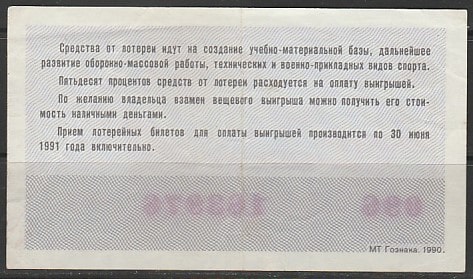 Средства от лотереи идут на создание учебно-материальной базы, дальнейшее
развитие оборонно-массовой работы, технических и военно-прикладных видов спорта.
Пятьдесят процентов средств от лотереи расходуется на оплату выигрышей.
По желанию владельца взамен вещевого выигрыша можно получить его стои-
мость наличными деньгами.
Прием лотерейных билетов для оплаты выигрышей производится по 30 июня
1991 года включительно.
МТ Гознака. 1990.